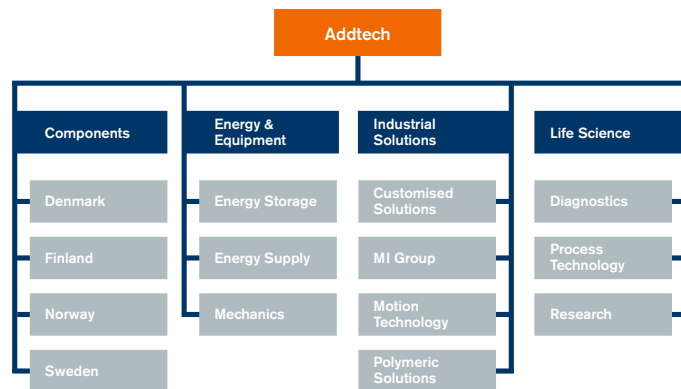 Addtech
Components
Energy &
Equipment
Industrial
Solutions
Life Science
Denmark
Energy Storage
Customised
Solutions
Diagnostics
Finland
Energy Supply
MI Group
Process
Technology
Norway
Mechanics
Motion
Technology
Research
Sweden
Polymeric
Solutions